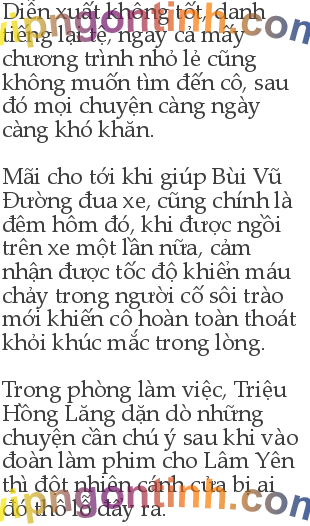 Diễn xuất không tốt, danh
tiếng lại tệ, ngay cả mấy
chương trình nhỏ lẻ cũng
không muốn tìm đến cô, sau
đó mọi chuyện càng ngày
càng khó khăn.
Mãi cho tới khi giúp Bùi Vũ
Đường đua xe, cũng chính là
đêm hôm đó, khi được ngồi
trên xe một lần nữa, cảm
nhận được tốc độ khiển máu
chảy trong người cố sôi trào
mới khiến cô hoàn toàn thoát
khỏi khúc mắc trong lòng.
Trong phòng làm việc, Triệu
Hồng Lăng dặn dò những
chuyện cần chú ý sau khi vào
đoàn làm phim cho Lâm Yên
thì đột nhiên cánh cửa bị ai
đó thô lỗ đẩy ra.
vipngontinh.com
vipngontinh.com